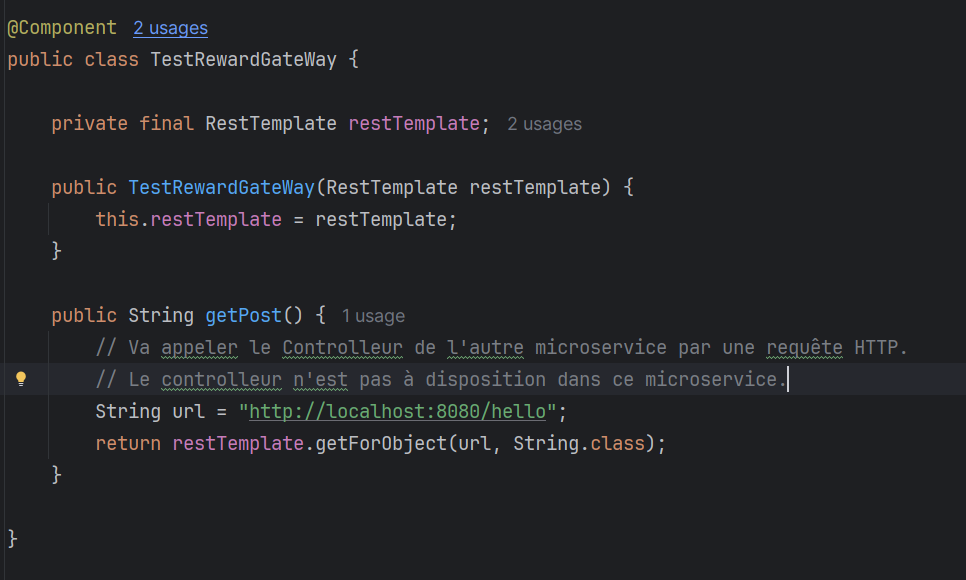 @Component 2 usages
public class TestRewardGateWay {
private final RestTemplate restTemplate; 2 usages
public TestRewardGateWay(RestTemplate restTemplate) {
this.restTemplate = restTemplate;
}
public String getPost() { 1 usage
// Va appeler le Controlleur de l'autre microservice par une requête HTTP.
// Le controlleur n'est pas à disposition dans ce microservice.
String url = "http://localhost:8080/hello";
return restTemplate.getForObject(url, String.class);
}
}